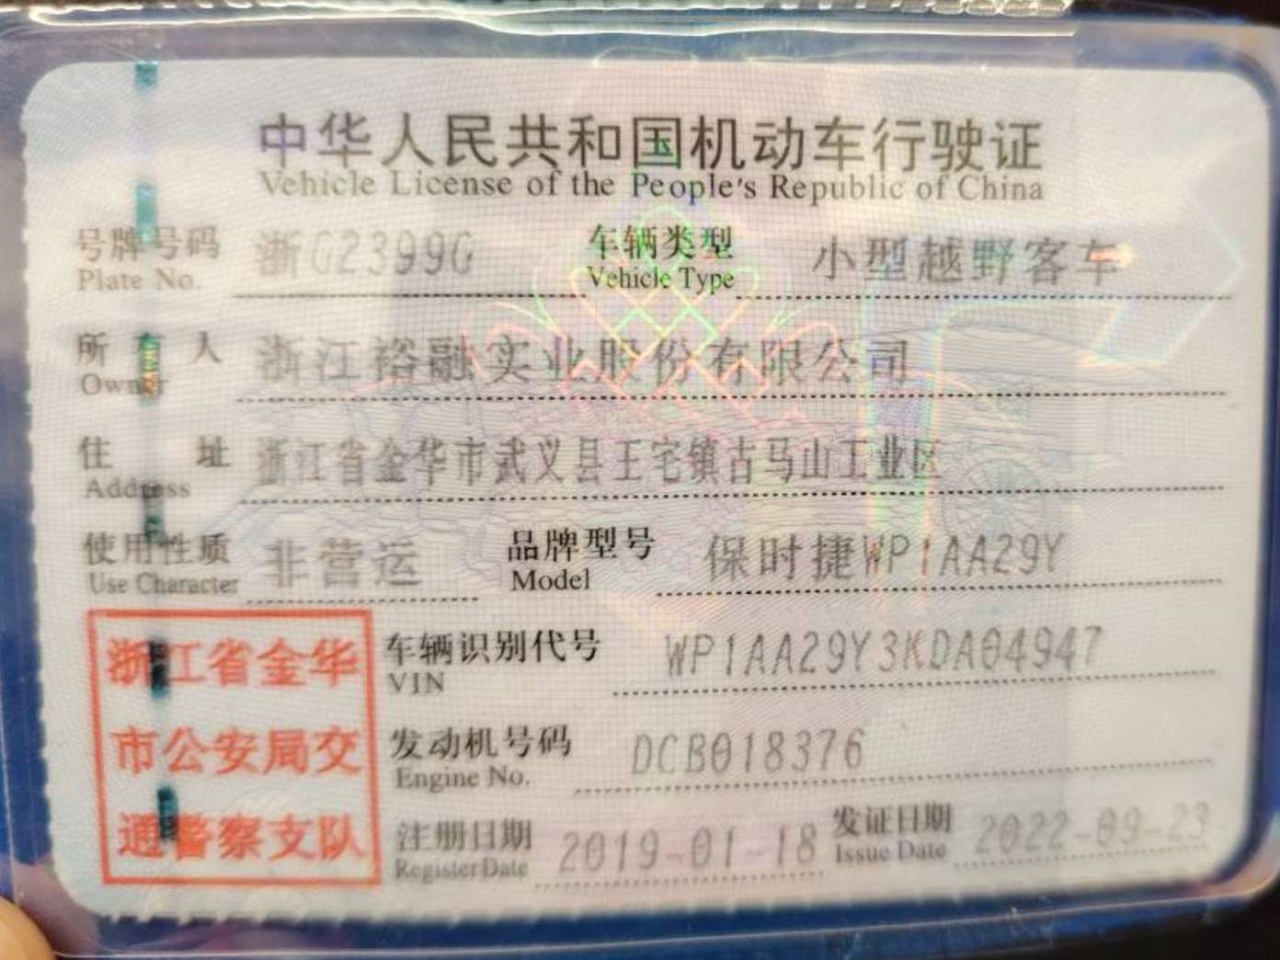 中华人民共和国机动车行驶证
Vehicle License of the People's Republic of China
号牌号码 浙G2399G 车辆类型 小型越野客车
Plate No. Vehicle Type
所有人 浙江裕融实业股份有限公司
Owner
住址 浙江省金华市武义县王宅镇古马山工业区
Address
使用性质 非营运 品牌型号 保时捷WP1AA29Y
Use Character Model
浙江省金华 车辆识别代号 WP1AA29Y3KDA04947
VIN
市公安局交 发动机号码 DCB018376
Engine No.
通警察支队 注册日期 2019-01-18 发证日期 2022-09-23
Register Date Issue Date